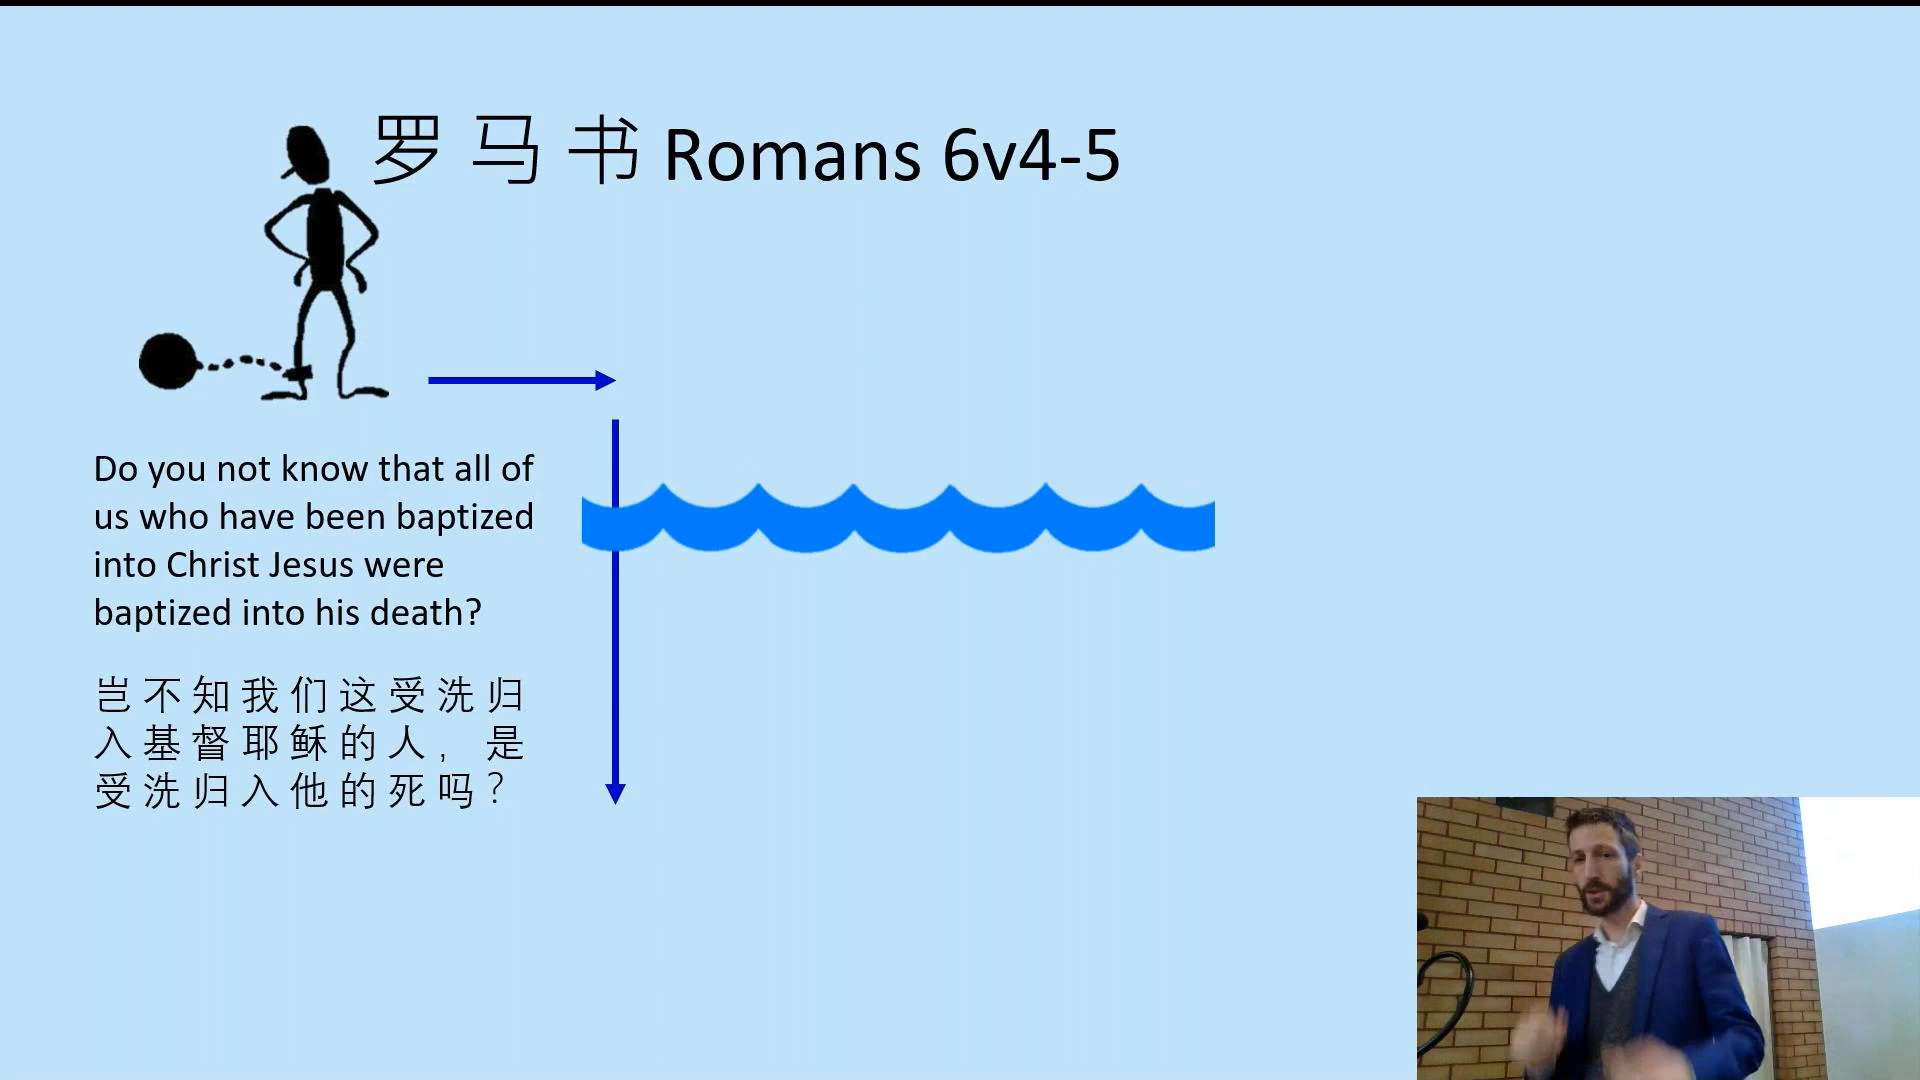 罗马书 Romans 6v4-5
Do you not know that all of
us who have been baptized
into Christ Jesus were
baptized into his death?
岂不知我们这受洗归
入基督耶稣的人，是
受洗归入他的死吗？